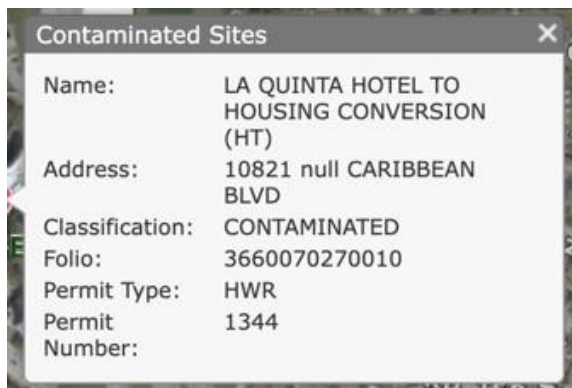 Contaminated Sites ×
Name: LA QUINTA HOTEL TO
HOUSING CONVERSION
(HT)
Address: 10821 null CARIBBEAN
BLVD
Classification: CONTAMINATED
Folio: 3660070270010
Permit Type: HWR
Permit 1344
Number: